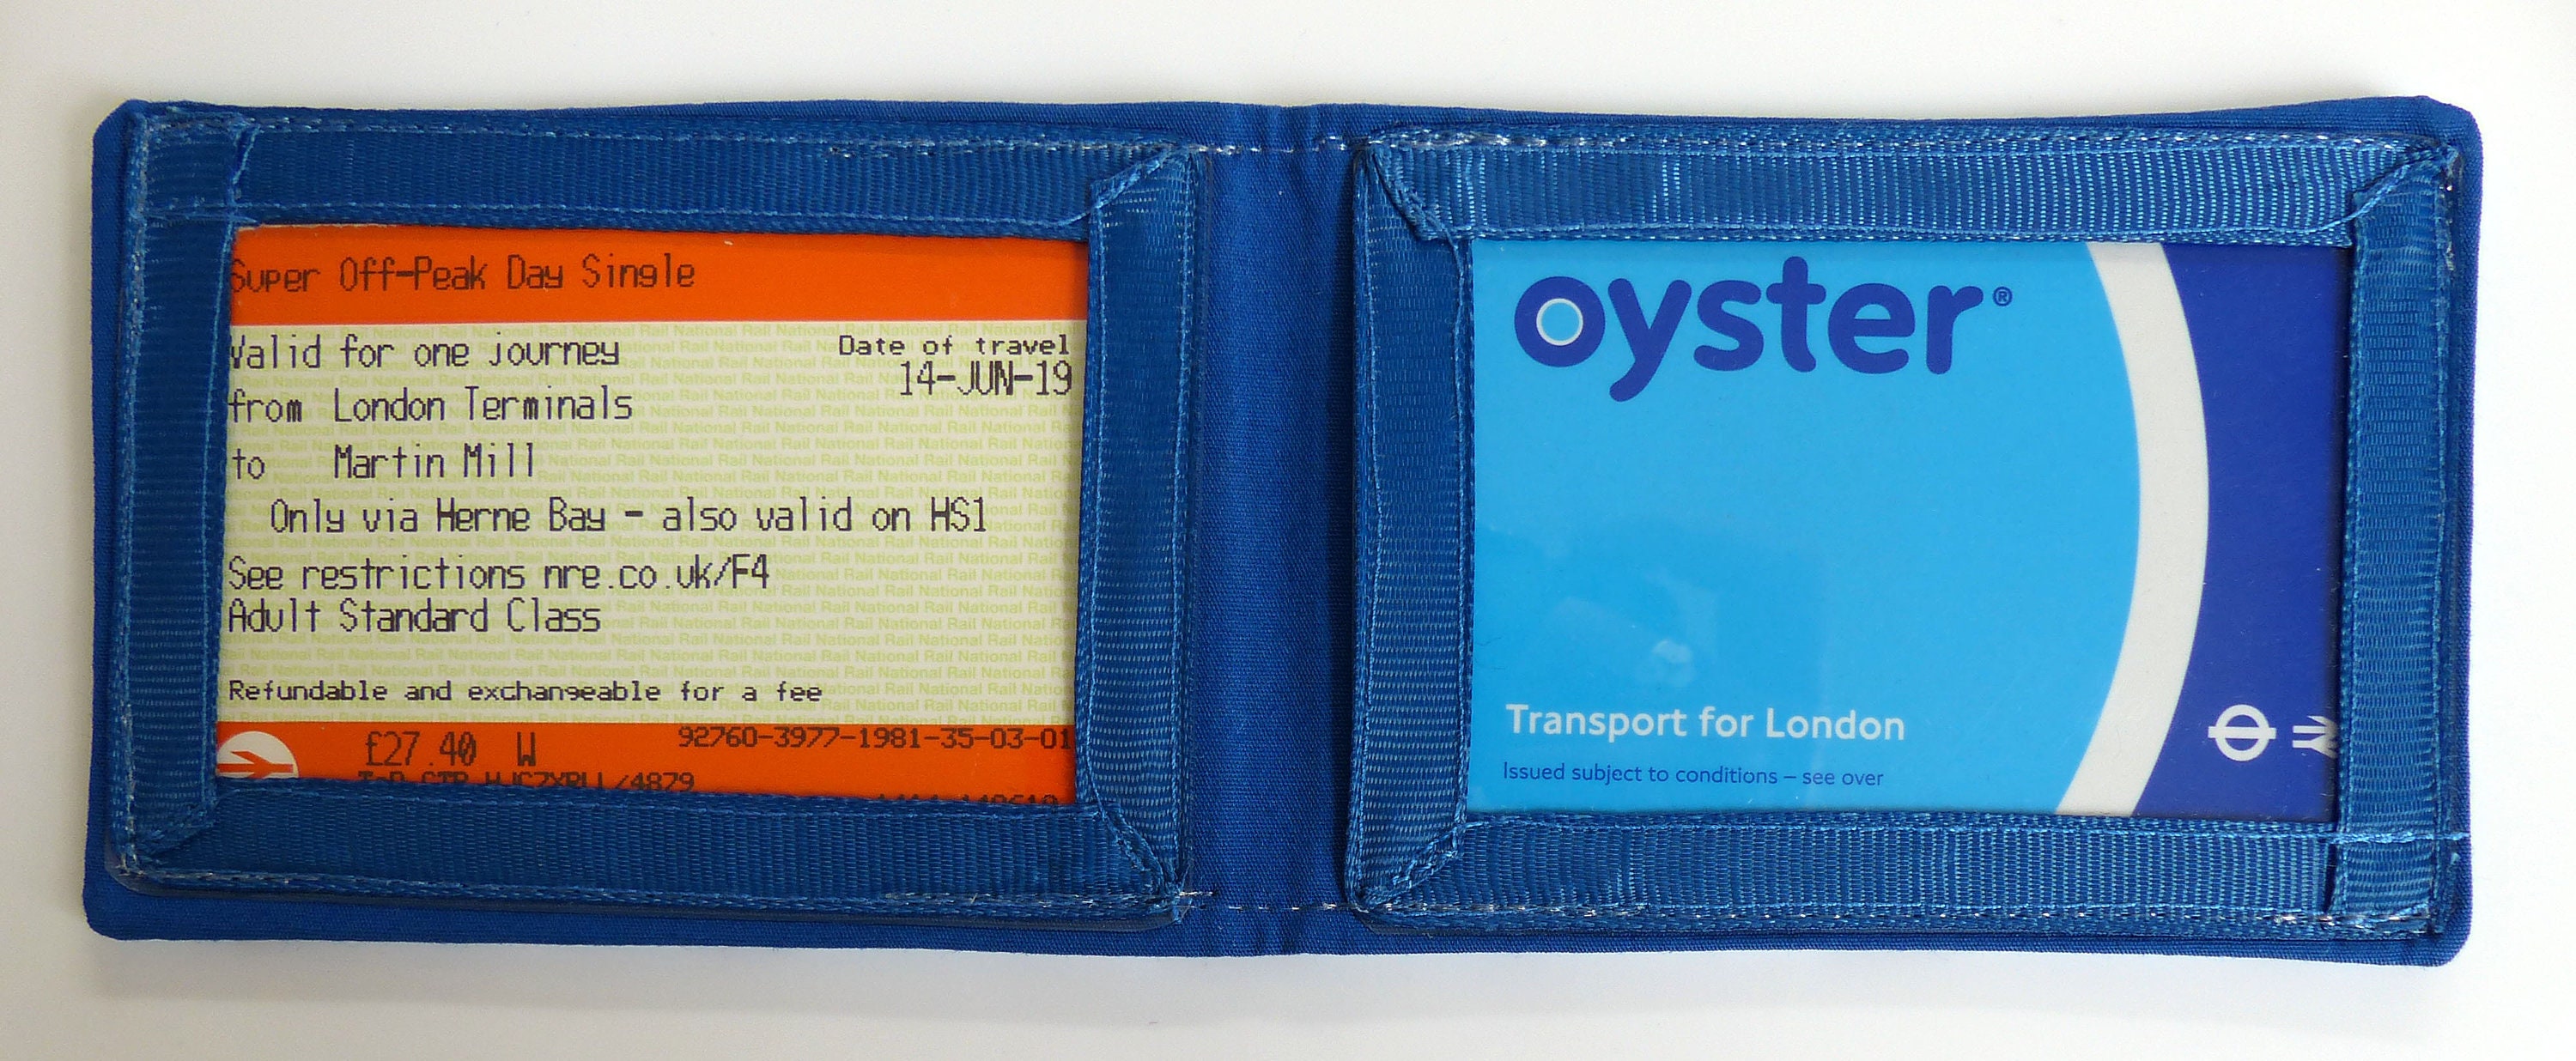 Super Off-Peak Day Single
Valid for one journey
Date of travel
14-JUN-19
from London Terminals
to Martin Mill
Only via Herne Bay - also valid on HS1
See restrictions nre.co.uk/F4
Adult Standard Class
Refundable and exchangeable for a fee
£27.40 W
92760-3977-1981-35-03-01
oyster®
Transport for London
Issued subject to conditions – see over